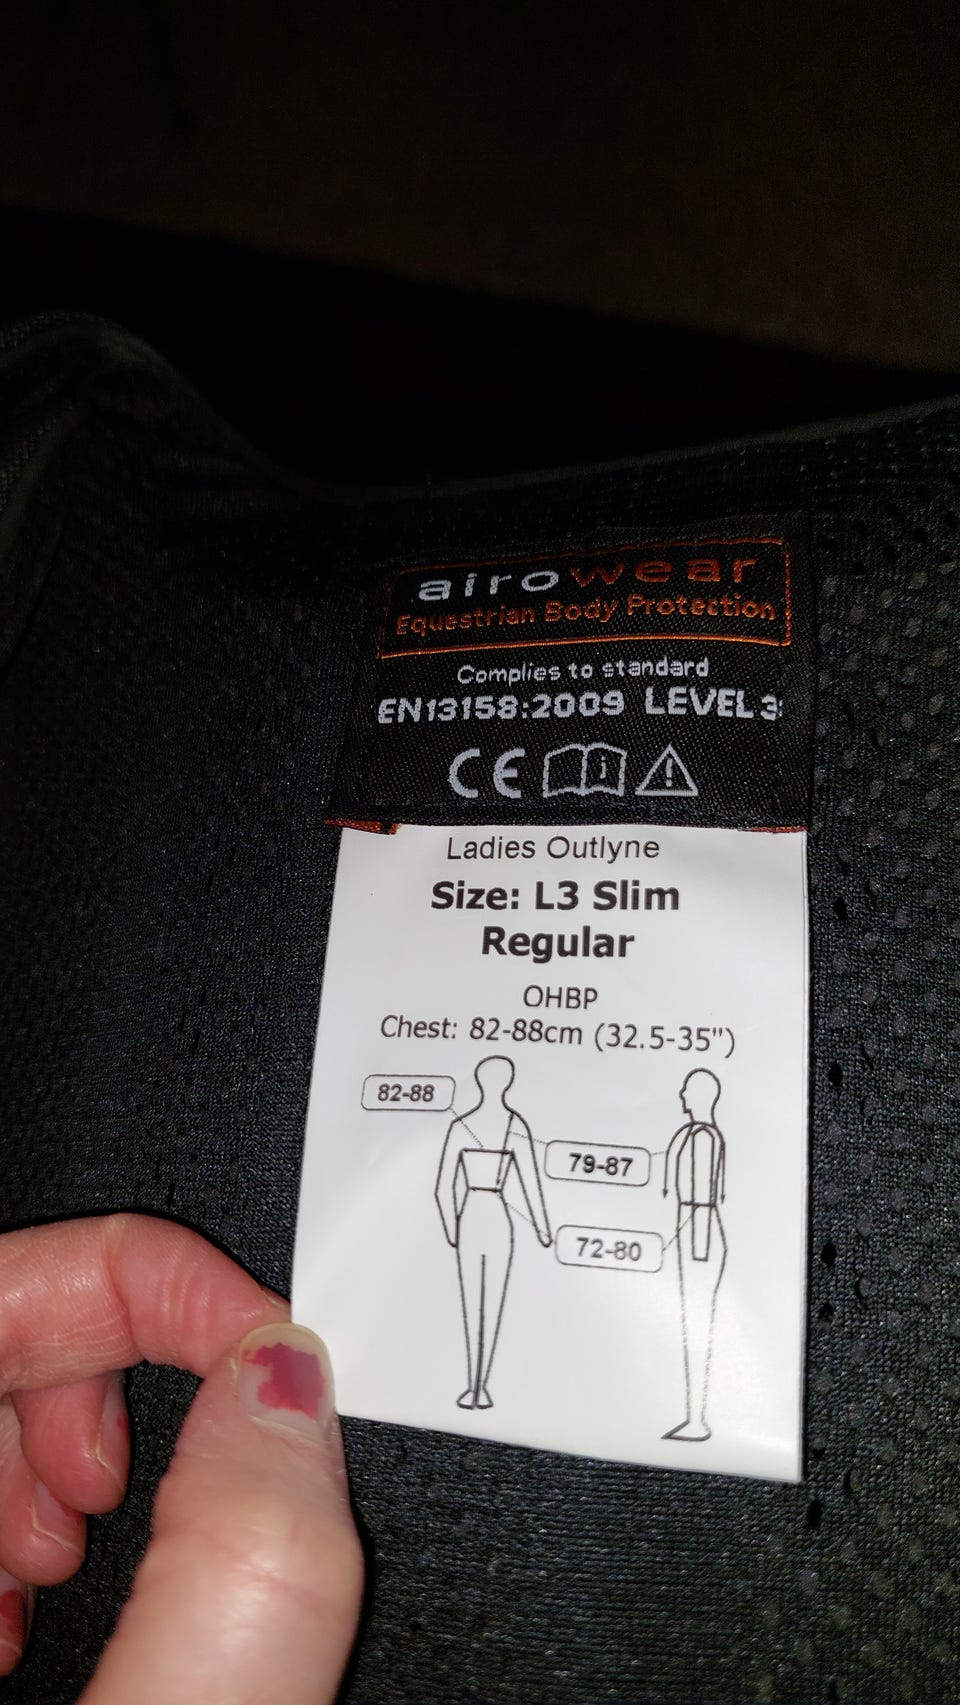 airowear
Equestrian Body Protection
Complies to standard
EN13158:2009 LEVEL 3
CE i !
Ladies Outlyne
Size: L3 Slim
Regular
OHBP
Chest: 82-88cm (32.5-35")
82-88
79-87
72-80